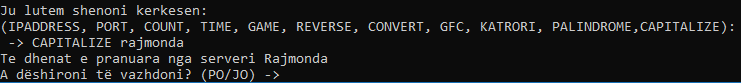 Ju lutem shenoni kerkesen:
(IPADDRESS, PORT, COUNT, TIME, GAME, REVERSE, CONVERT, GFC, KATRORI, PALINDROME,CAPITALIZE):
 -> CAPITALIZE rajmonda
Te dhenat e pranuara nga serveri Rajmonda
A dëshironi të vazhdoni? (PO/JO) ->